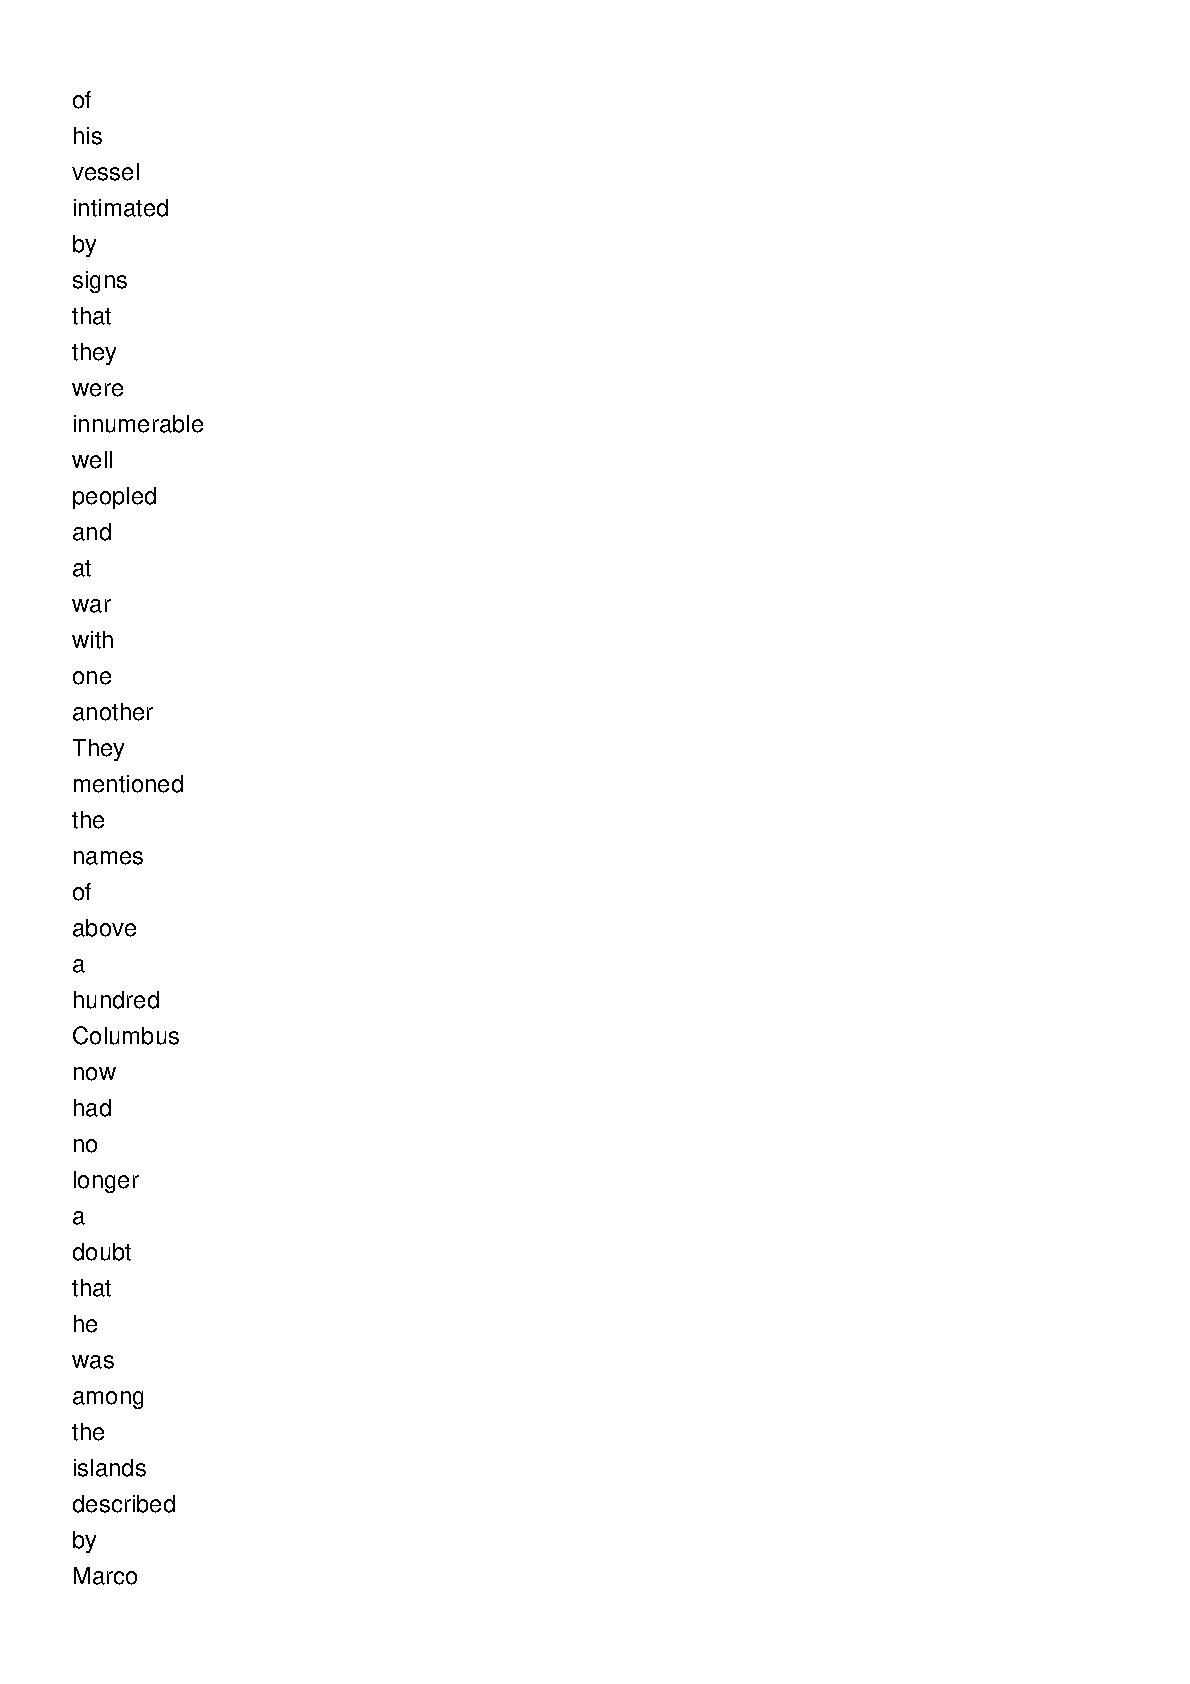 of
his
vessel
intimated
by
signs
that
they
were
innumerable
well
peopled
and
at
war
with
one
another
They
mentioned
the
names
of
above
a
hundred
Columbus
now
had
no
longer
a
doubt
that
he
was
among
the
islands
described
by
Marco